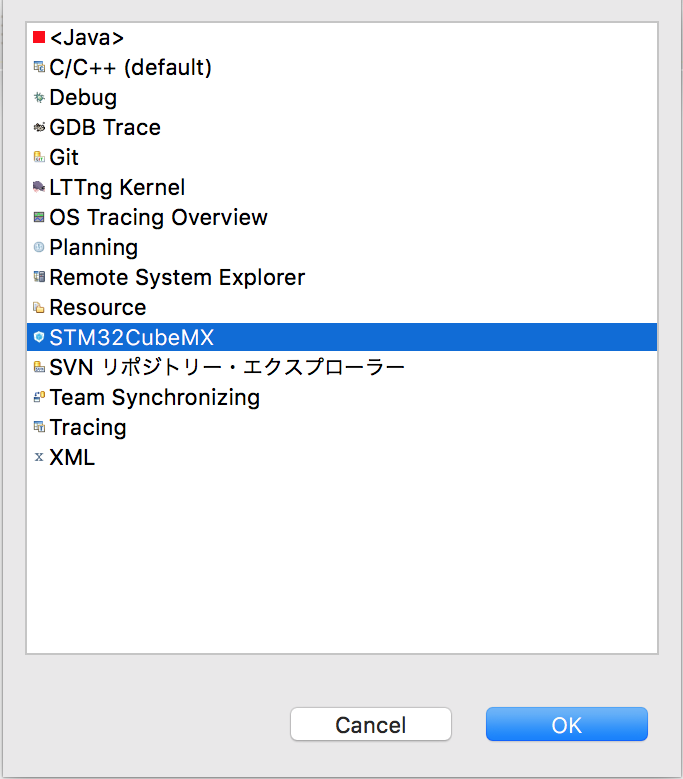 <Java>
C/C++ (default)
Debug
GDB Trace
Git
LTTng Kernel
OS Tracing Overview
Planning
Remote System Explorer
Resource
STM32CubeMX
SVN リポジトリー・エクスプローラー
Team Synchronizing
Tracing
XML
Cancel
OK